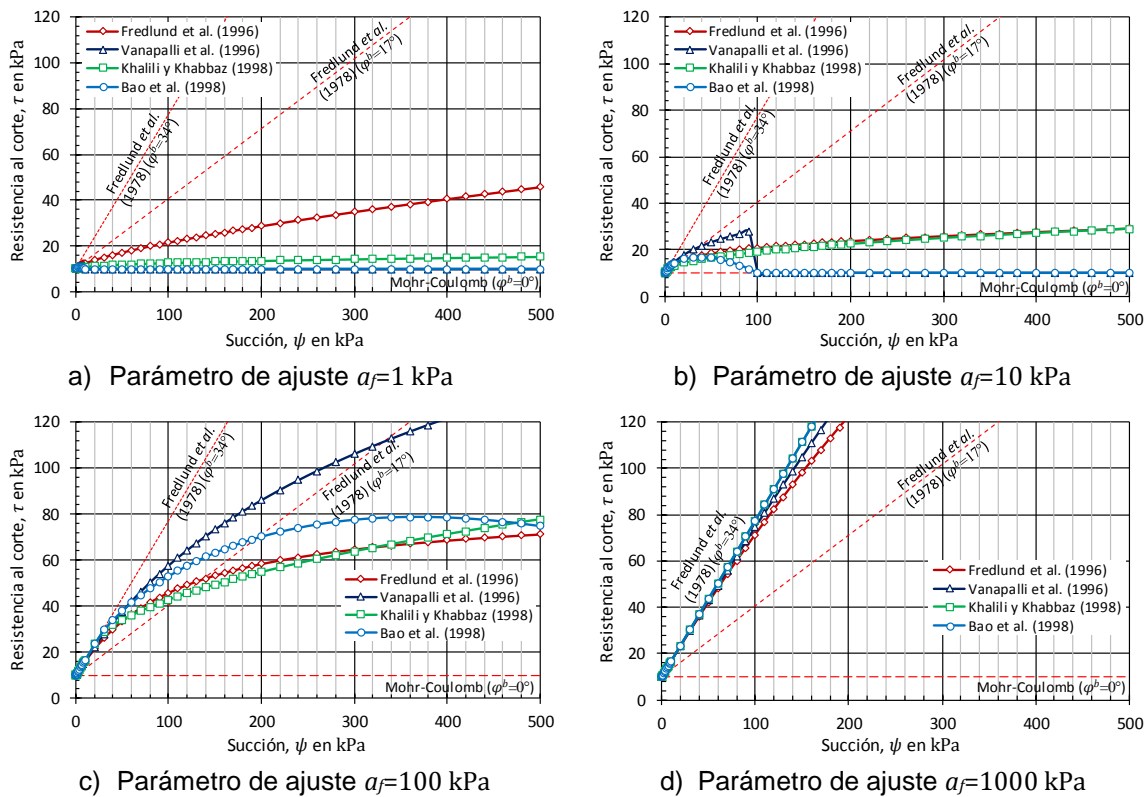 Resistencia al corte, τ en kPa
120
100
80
60
40
20
0
Fredlund et al. (1996)
Vanapalli et al. (1996)
Khalili y Khabbaz (1998)
Bao et al. (1998)
Fredlund et al.
(1978) (φᵇ=34°)
Fredlund et al.
(1978) (φᵇ=17°)
Mohr-Coulomb (φᵇ=0°)
0 100 200 300 400 500
Succión, ψ en kPa
a) Parámetro de ajuste a_f=1 kPa
Resistencia al corte, τ en kPa
120
100
80
60
40
20
0
Fredlund et al. (1996)
Vanapalli et al. (1996)
Khalili y Khabbaz (1998)
Bao et al. (1998)
Fredlund et al.
(1978) (φᵇ=34°)
Fredlund et al.
(1978) (φᵇ=17°)
Mohr-Coulomb (φᵇ=0°)
0 100 200 300 400 500
Succión, ψ en kPa
b) Parámetro de ajuste a_f=10 kPa
Resistencia al corte, τ en kPa
120
100
80
60
40
20
0
Fredlund et al.
(1978) (φᵇ=34°)
Fredlund et al.
(1978) (φᵇ=17°)
Fredlund et al. (1996)
Vanapalli et al. (1996)
Khalili y Khabbaz (1998)
Bao et al. (1998)
Mohr-Coulomb (φᵇ=0°)
0 100 200 300 400 500
Succión, ψ en kPa
c) Parámetro de ajuste a_f=100 kPa
Resistencia al corte, τ en kPa
120
100
80
60
40
20
0
Fredlund et al.
(1978) (φᵇ=34°)
Fredlund et al.
(1978) (φᵇ=17°)
Fredlund et al. (1996)
Vanapalli et al. (1996)
Khalili y Khabbaz (1998)
Bao et al. (1998)
Mohr-Coulomb (φᵇ=0°)
0 100 200 300 400 500
Succión, ψ en kPa
d) Parámetro de ajuste a_f=1000 kPa